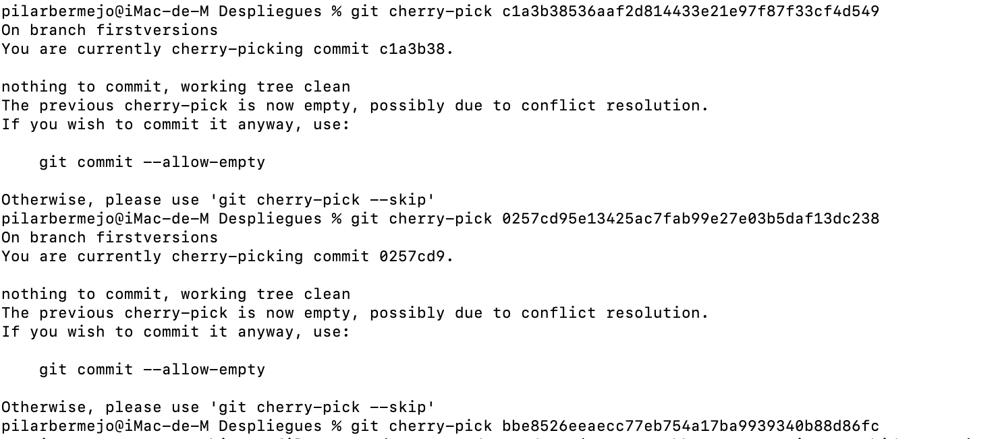 pilarbermejo@iMac-de-M Despliegues % git cherry-pick c1a3b38536aaf2d814433e21e97f87f33cf4d549
On branch firstversions
You are currently cherry-picking commit c1a3b38.
nothing to commit, working tree clean
The previous cherry-pick is now empty, possibly due to conflict resolution.
If you wish to commit it anyway, use:
git commit --allow-empty
Otherwise, please use 'git cherry-pick --skip'
pilarbermejo@iMac-de-M Despliegues % git cherry-pick 0257cd95e13425ac7fab99e27e03b5daf13dc238
On branch firstversions
You are currently cherry-picking commit 0257cd9.
nothing to commit, working tree clean
The previous cherry-pick is now empty, possibly due to conflict resolution.
If you wish to commit it anyway, use:
git commit --allow-empty
Otherwise, please use 'git cherry-pick --skip'
pilarbermejo@iMac-de-M Despliegues % git cherry-pick bbe8526eeaecc77eb754a17ba9939340b88d86fc